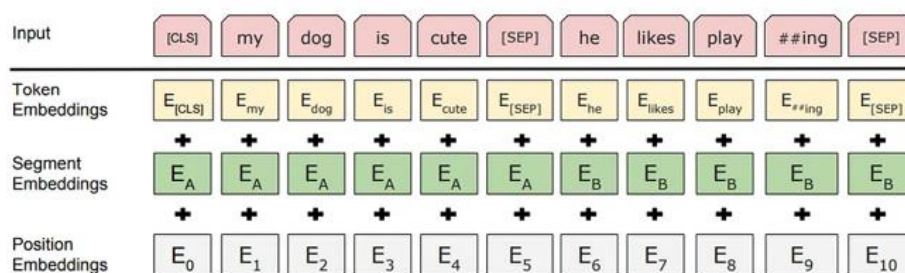 Input [CLS] my dog is cute [SEP] he likes play ##ing [SEP]
Token
Embeddings E[CLS] Emy Edog Eis Ecute E[SEP] Ehe Elikes Eplay E##ing E[SEP]
+ + + + + + + + + + +
Segment
Embeddings EA EA EA EA EA EA EB EB EB EB EB
+ + + + + + + + + + +
Position
Embeddings E0 E1 E2 E3 E4 E5 E6 E7 E8 E9 E10